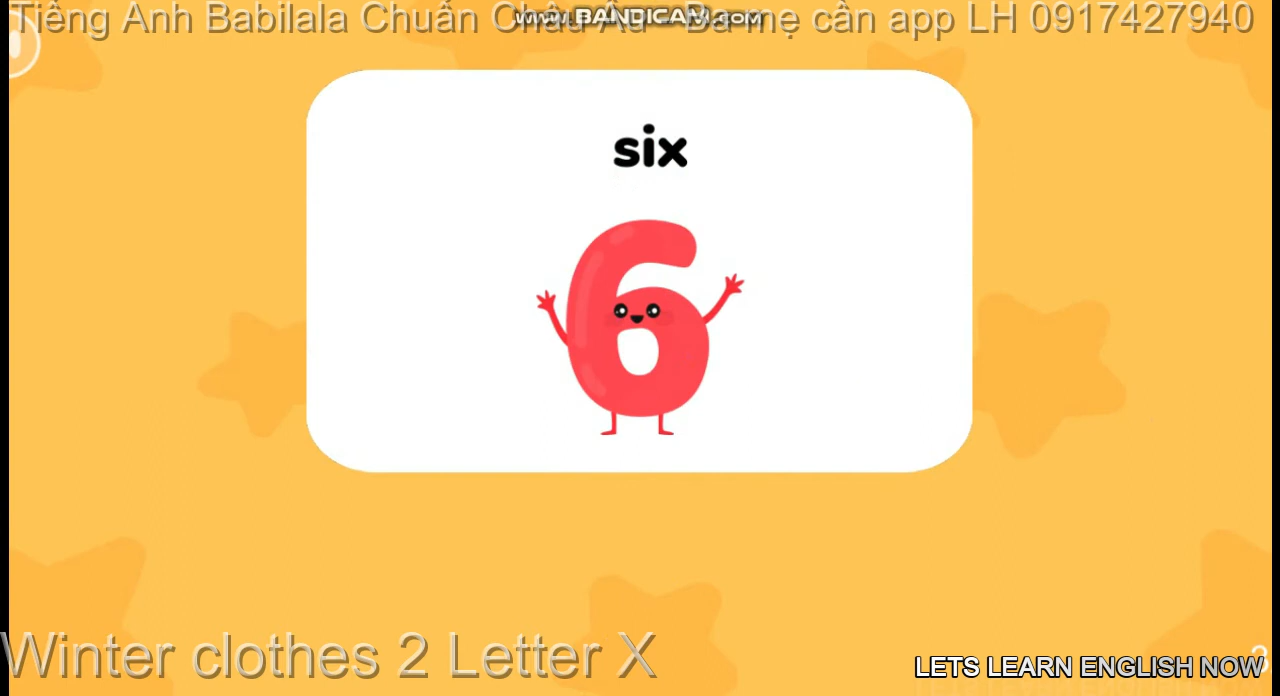 Tiếng Anh Babilala Chuẩn Châu Âu - Ba mẹ cần app LH 0917427940
www.BANDICAM.com
six
6
Winter clothes 2 Letter X
LETS LEARN ENGLISH NOW